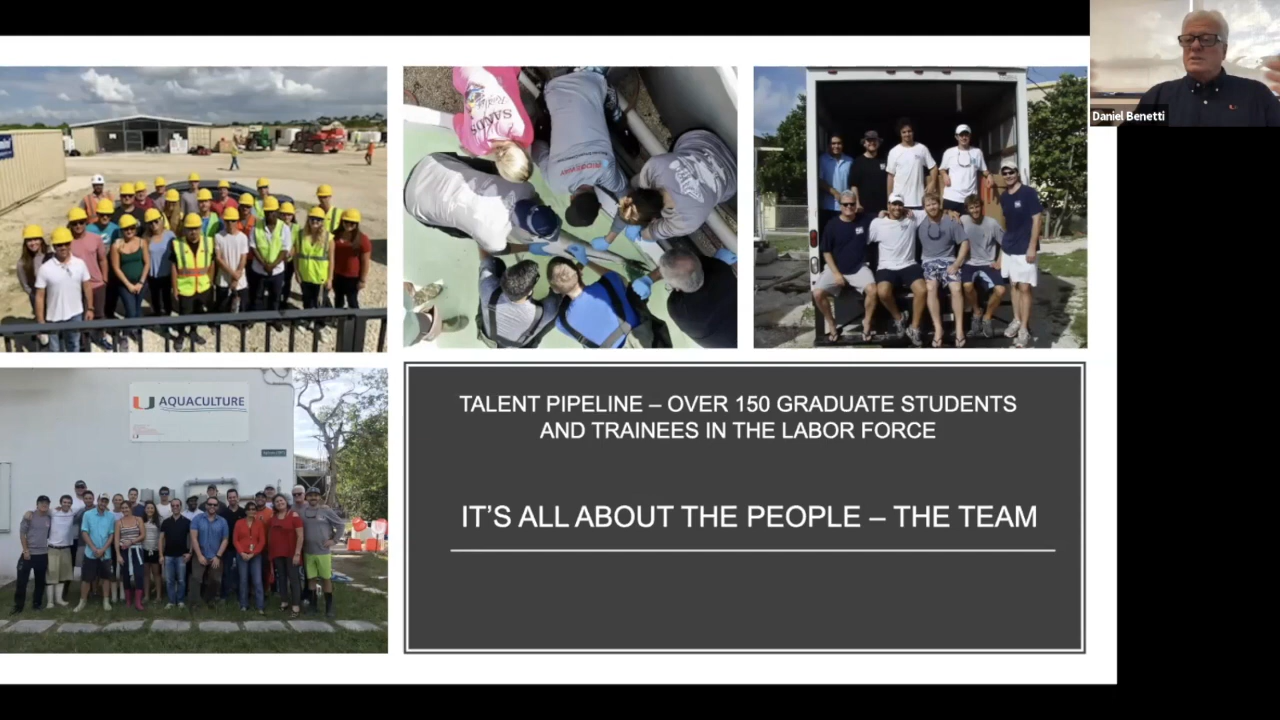 Daniel Benetti
AQUACULTURE
TALENT PIPELINE – OVER 150 GRADUATE STUDENTS
AND TRAINEES IN THE LABOR FORCE
IT'S ALL ABOUT THE PEOPLE – THE TEAM